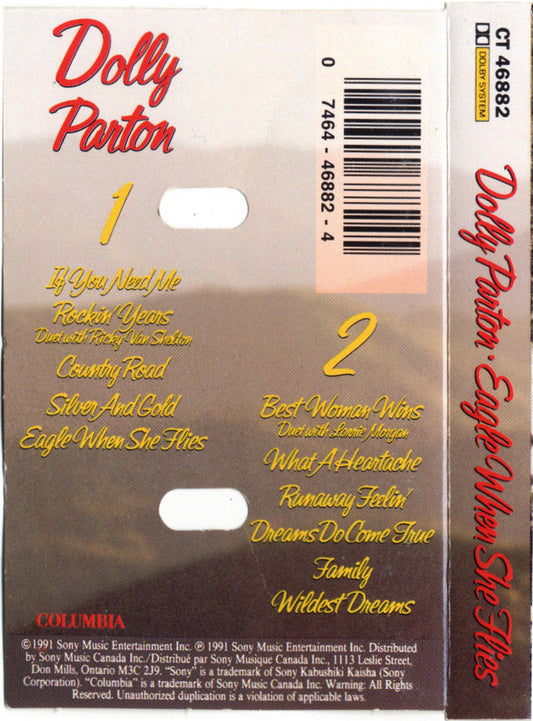 Dolly
Parton
1
If You Need Me
Rockin' Years
Duet with Ricky Van Shelton
Country Road
Silver And Gold
Eagle When She Flies
0 7464-46882-4
2
Best Woman Wins
Duet with Lorrie Morgan
What A Heartache
Runaway Feelin'
Dreams Do Come True
Family
Wildest Dreams
COLUMBIA
©1991 Sony Music Entertainment Inc. ℗ 1991 Sony Music Entertainment Inc. Distributed
by Sony Music Canada Inc./Distribué par Sony Musique Canada Inc., 1113 Leslie Street,
Don Mills, Ontario M3C 2J9. “Sony” is a trademark of Sony Kabushiki Kaisha (Sony
Corporation). “Columbia” is a trademark of Sony Music Canada Inc. Warning: All Rights
Reserved. Unauthorized duplication is a violation of applicable laws.
CT 46882
DOLBY SYSTEM
Dolly Parton · Eagle When She Flies